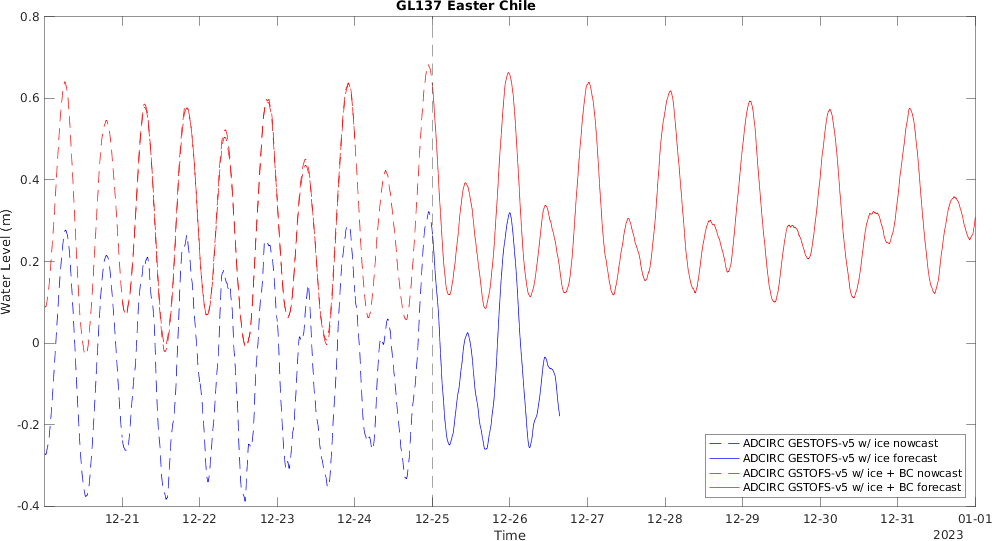 GL137 Easter Chile
Water Level (m)
0.8
0.6
0.4
0.2
0
-0.2
-0.4
ADCIRC GESTOFS-v5 w/ ice nowcast
ADCIRC GESTOFS-v5 w/ ice forecast
ADCIRC GSTOFS-v5 w/ ice + BC nowcast
ADCIRC GSTOFS-v5 w/ ice + BC forecast
12-21 12-22 12-23 12-24 12-25 12-26 12-27 12-28 12-29 12-30 12-31 01-01
Time
2023